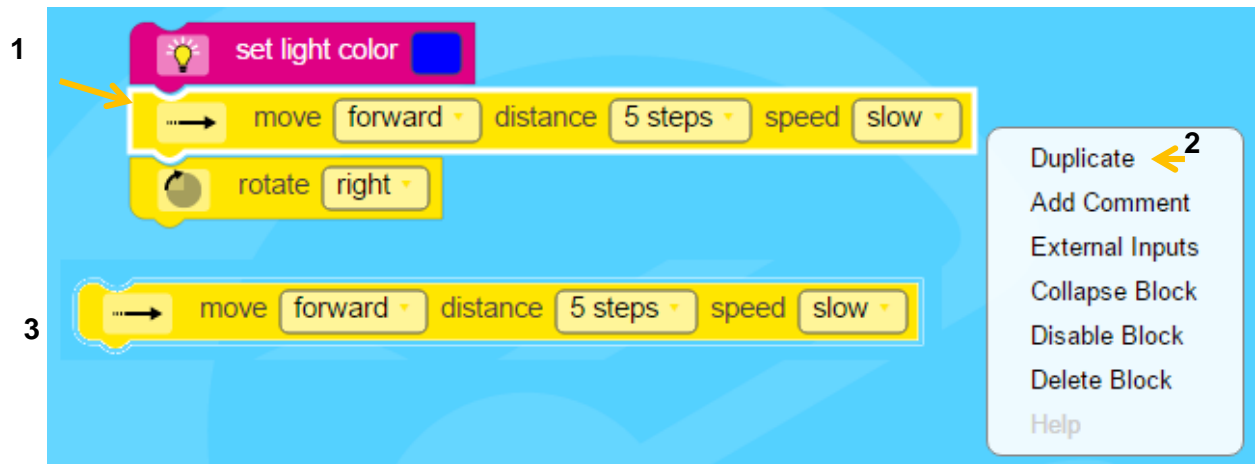 1
set light color
move forward distance 5 steps speed slow
rotate right
Duplicate 2
Add Comment
External Inputs
Collapse Block
Disable Block
Delete Block
Help
3
move forward distance 5 steps speed slow